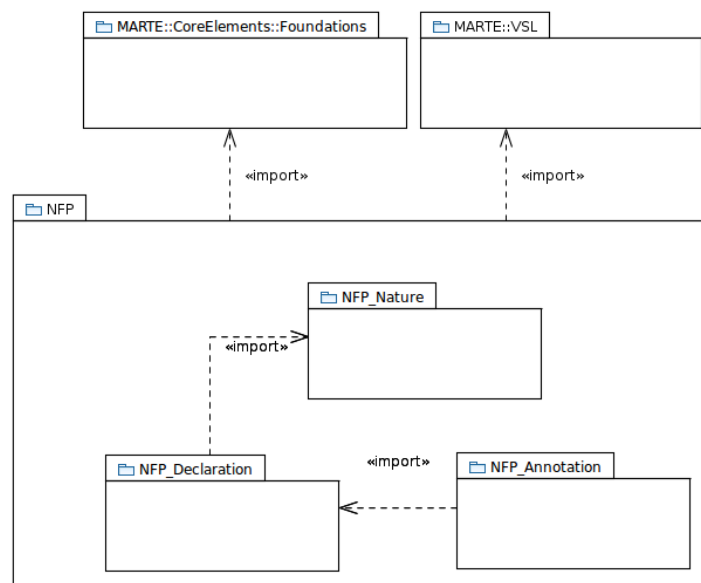 MARTE::CoreElements::Foundations
MARTE::VSL
«import»
«import»
NFP
NFP_Nature
«import»
NFP_Declaration
«import»
NFP_Annotation